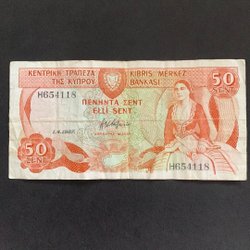 ΚΕΝΤΡΙΚΗ ΤΡΑΠΕΖΑ
ΤΗΣ ΚΥΠΡΟΥ
KIBRIS MERKEZ
BANKASI
50
SENT
H654118
ΠΕΝΗΝΤΑ ΣΕΝΤ
ELLİ SENT
50
SENT
H654118